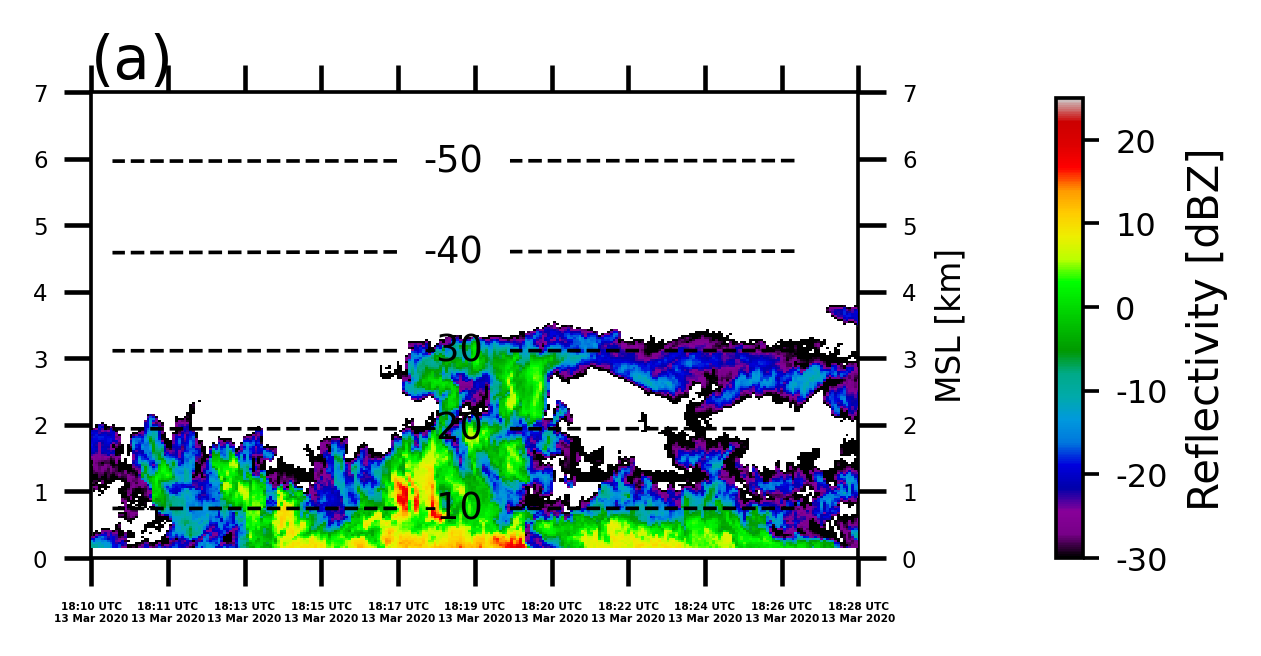 (a)
7 7
6 -50 6
5 5
-40
4 4
3 -30 3
2 -20 2
1 1
-10
0 0
18:10 UTC 18:11 UTC 18:13 UTC 18:15 UTC 18:17 UTC 18:19 UTC 18:20 UTC 18:22 UTC 18:24 UTC 18:26 UTC 18:28 UTC
13 Mar 2020 13 Mar 2020 13 Mar 2020 13 Mar 2020 13 Mar 2020 13 Mar 2020 13 Mar 2020 13 Mar 2020 13 Mar 2020 13 Mar 2020 13 Mar 2020
MSL [km]
20
10
0
-10
-20
-30
Reflectivity [dBZ]